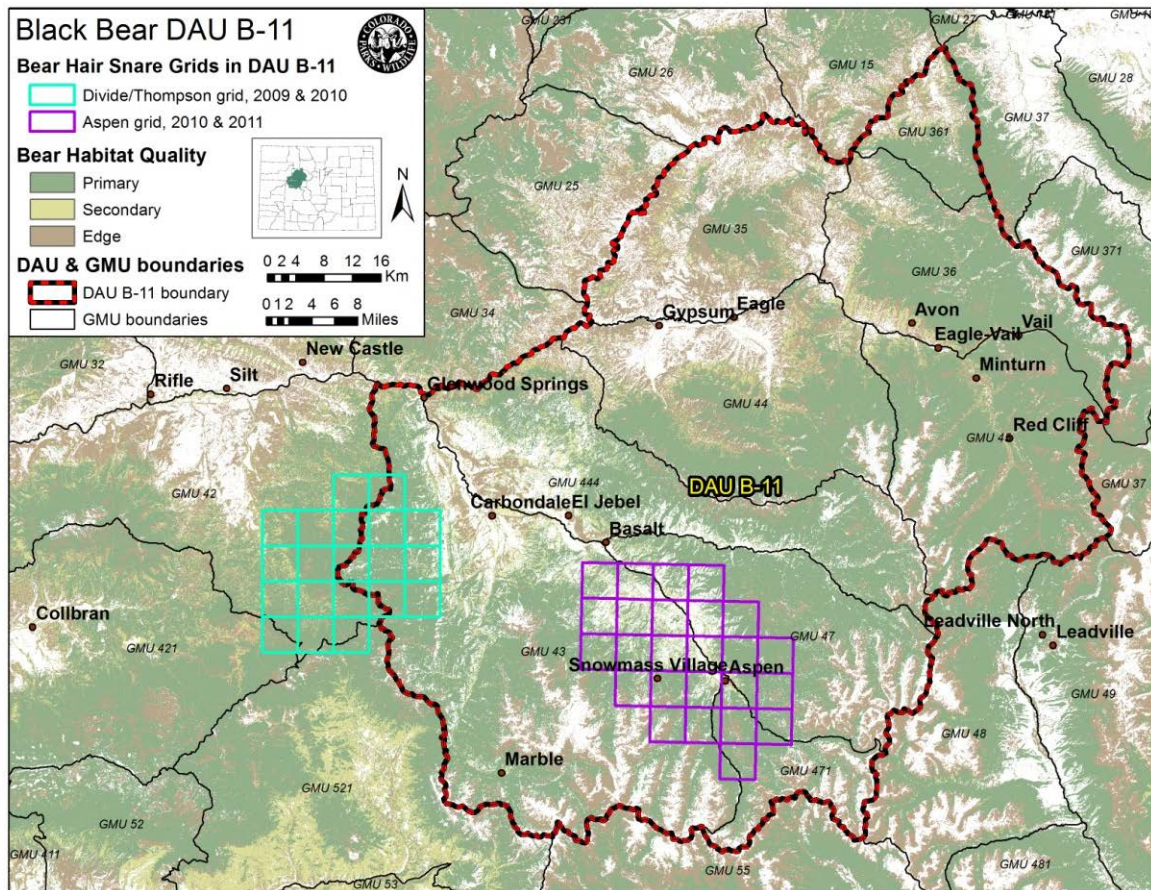 Black Bear DAU B-11
COLORADO
PARKS & WILDLIFE
Bear Hair Snare Grids in DAU B-11
Divide/Thompson grid, 2009 & 2010
Aspen grid, 2010 & 2011
Bear Habitat Quality
Primary
Secondary
Edge
N
DAU & GMU boundaries
DAU B-11 boundary
GMU boundaries
0 2 4 8 12 16
Km
0 1 2 4 6 8
Miles
GMU 231
GMU 27
GMU 26
GMU 15
GMU 28
GMU 37
GMU 361
GMU 25
GMU 35
GMU 371
GMU 36
GMU 34
Gypsum
Eagle
Avon
Eagle-Vail
Vail
Minturn
GMU 32
New Castle
Rifle
Silt
Glenwood Springs
GMU 44
Red Cliff
GMU 42
GMU 444
DAU B-11
GMU 37
Carbondale
El Jebel
Basalt
Collbran
GMU 421
GMU 43
GMU 47
Leadville North
Leadville
Snowmass Village
Aspen
GMU 49
GMU 48
Marble
GMU 471
GMU 521
GMU 52
GMU 411
GMU 53
GMU 55
GMU 481